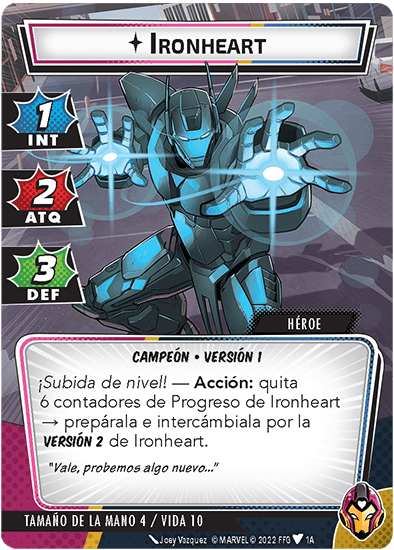 IRONHEART
1
INT
2
ATQ
3
DEF
HÉROE
CAMPEÓN • VERSIÓN 1
¡Subida de nivel! — Acción: quita
6 contadores de Progreso de Ironheart
→ prepárala e intercámbiala por la
VERSIÓN 2 de Ironheart.
"Vale, probemos algo nuevo..."
TAMAÑO DE LA MANO 4 / VIDA 10
Joey Vazquez © MARVEL © 2022 FFG 1A